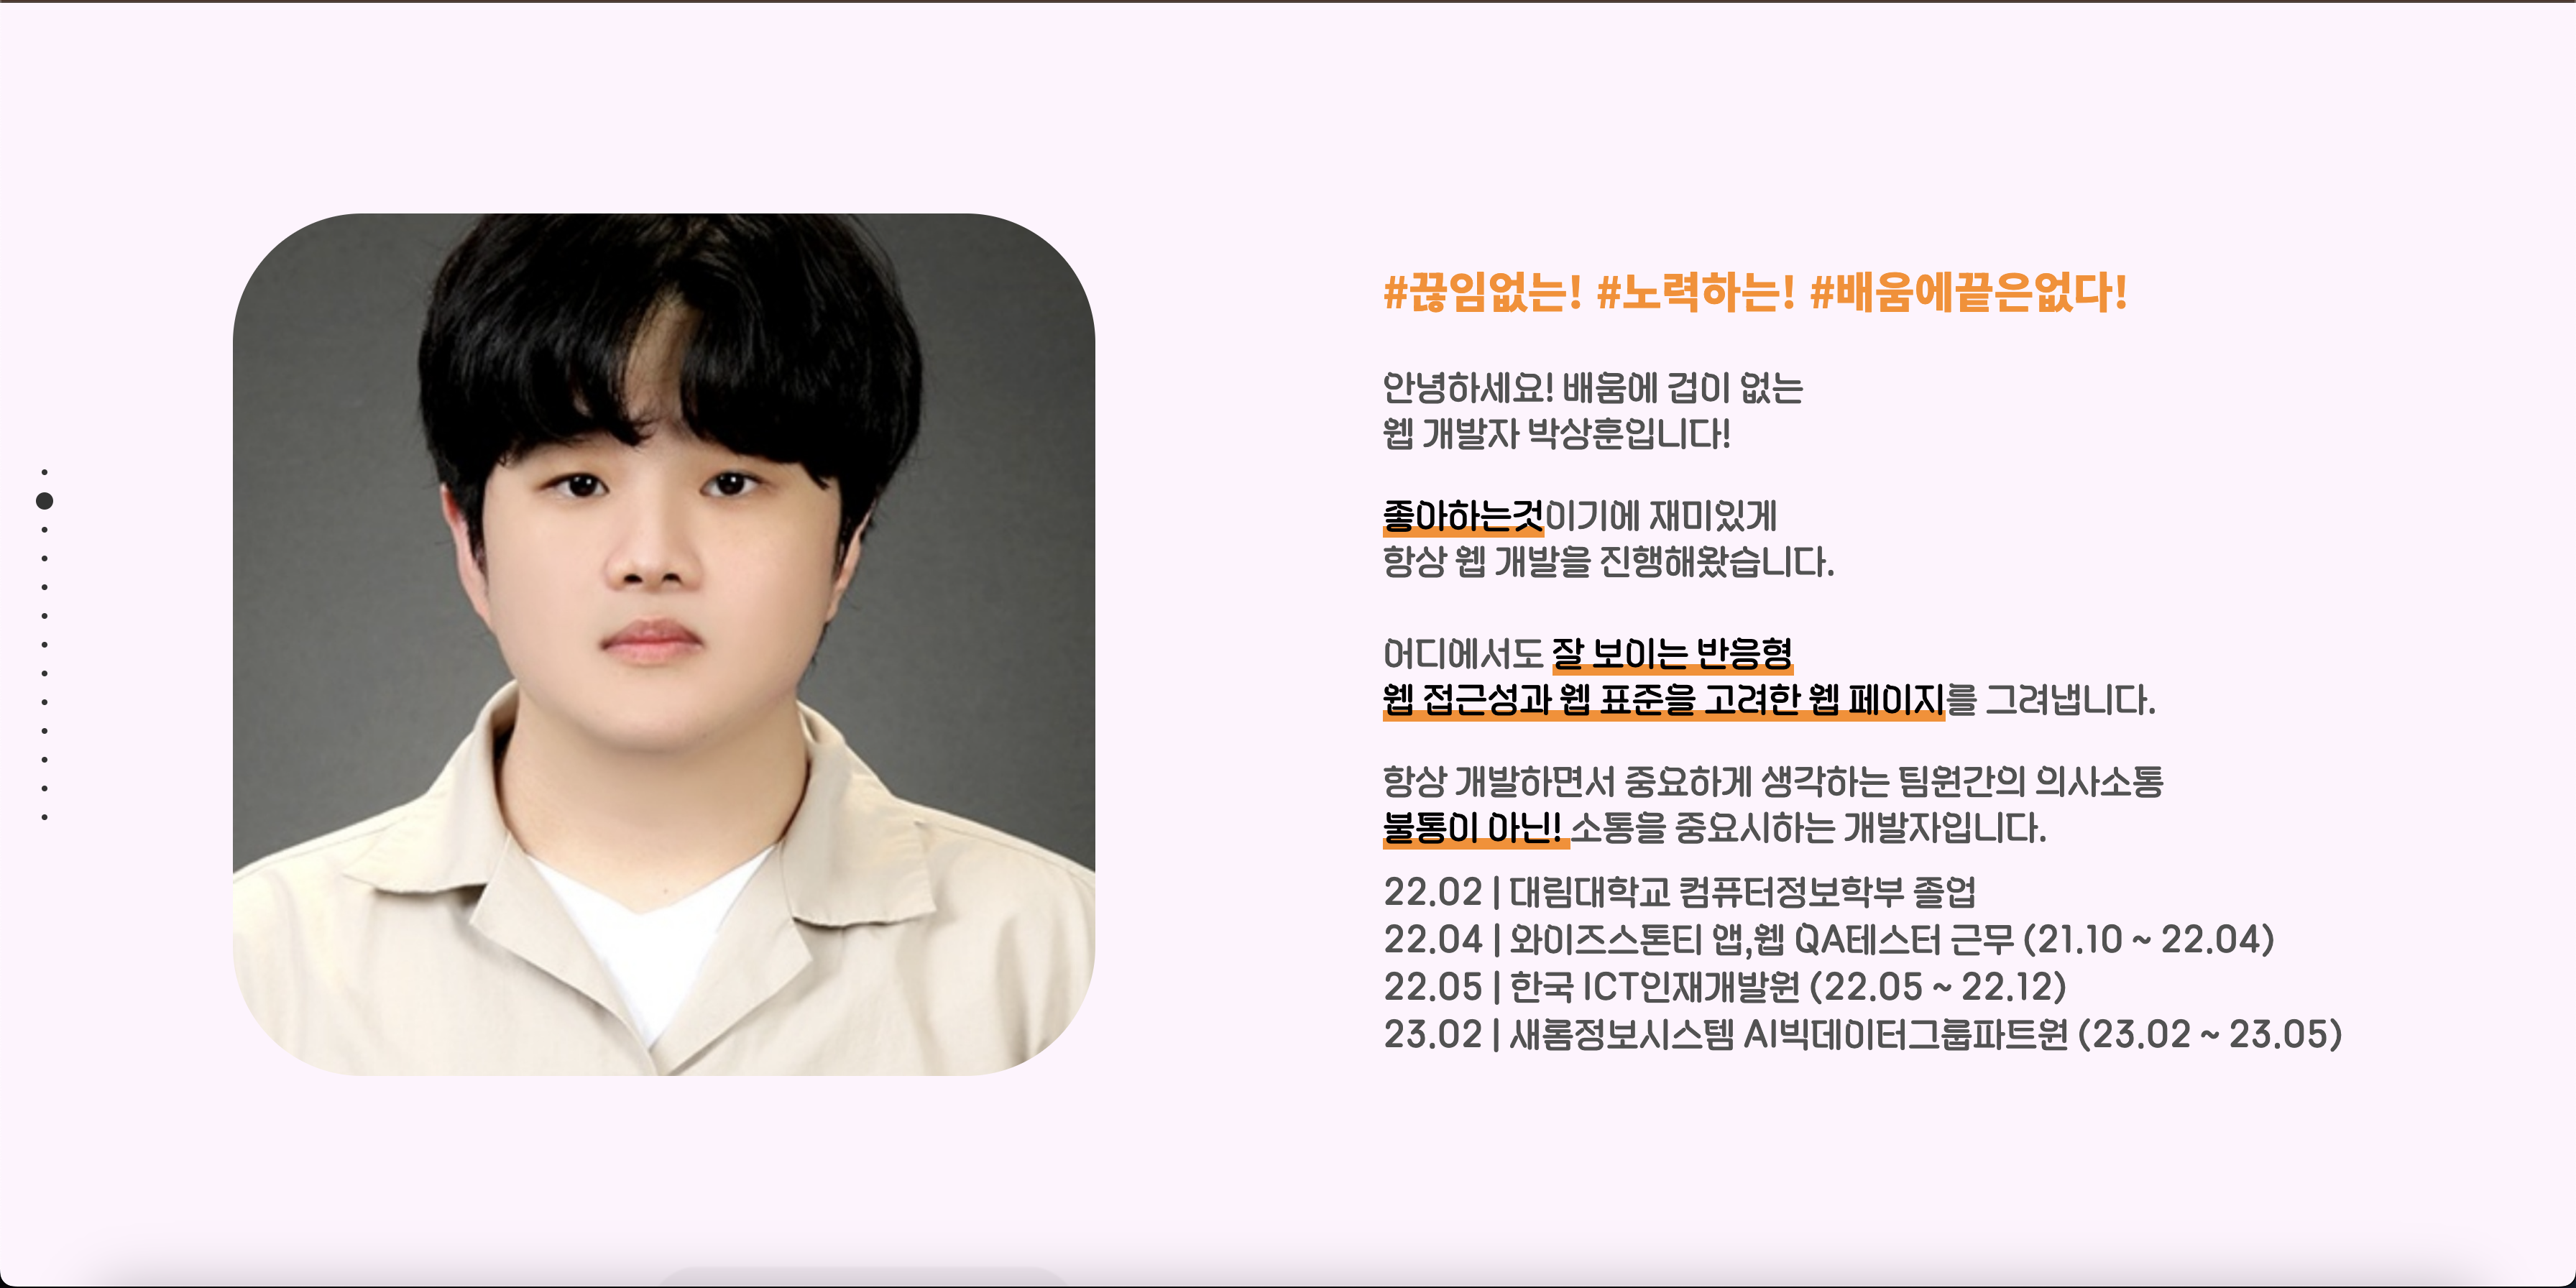 #끊임없는! #노력하는! #배움에끝은없다!
안녕하세요! 배움에 겁이 없는
웹 개발자 박상훈입니다!
좋아하는것이기에 재미있게
항상 웹 개발을 진행해왔습니다.
어디에서도 잘 보이는 반응형
웹 접근성과 웹 표준을 고려한 웹 페이지를 그려냅니다.
항상 개발하면서 중요하게 생각하는 팀원간의 의사소통
불통이 아닌! 소통을 중요시하는 개발자입니다.
22.02 | 대림대학교 컴퓨터정보학부 졸업
22.04 | 와이즈스톤티 앱,웹 QA테스터 근무 (21.10 ~ 22.04)
22.05 | 한국 ICT인재개발원 (22.05 ~ 22.12)
23.02 | 새롬정보시스템 AI빅데이터그룹파트원 (23.02 ~ 23.05)